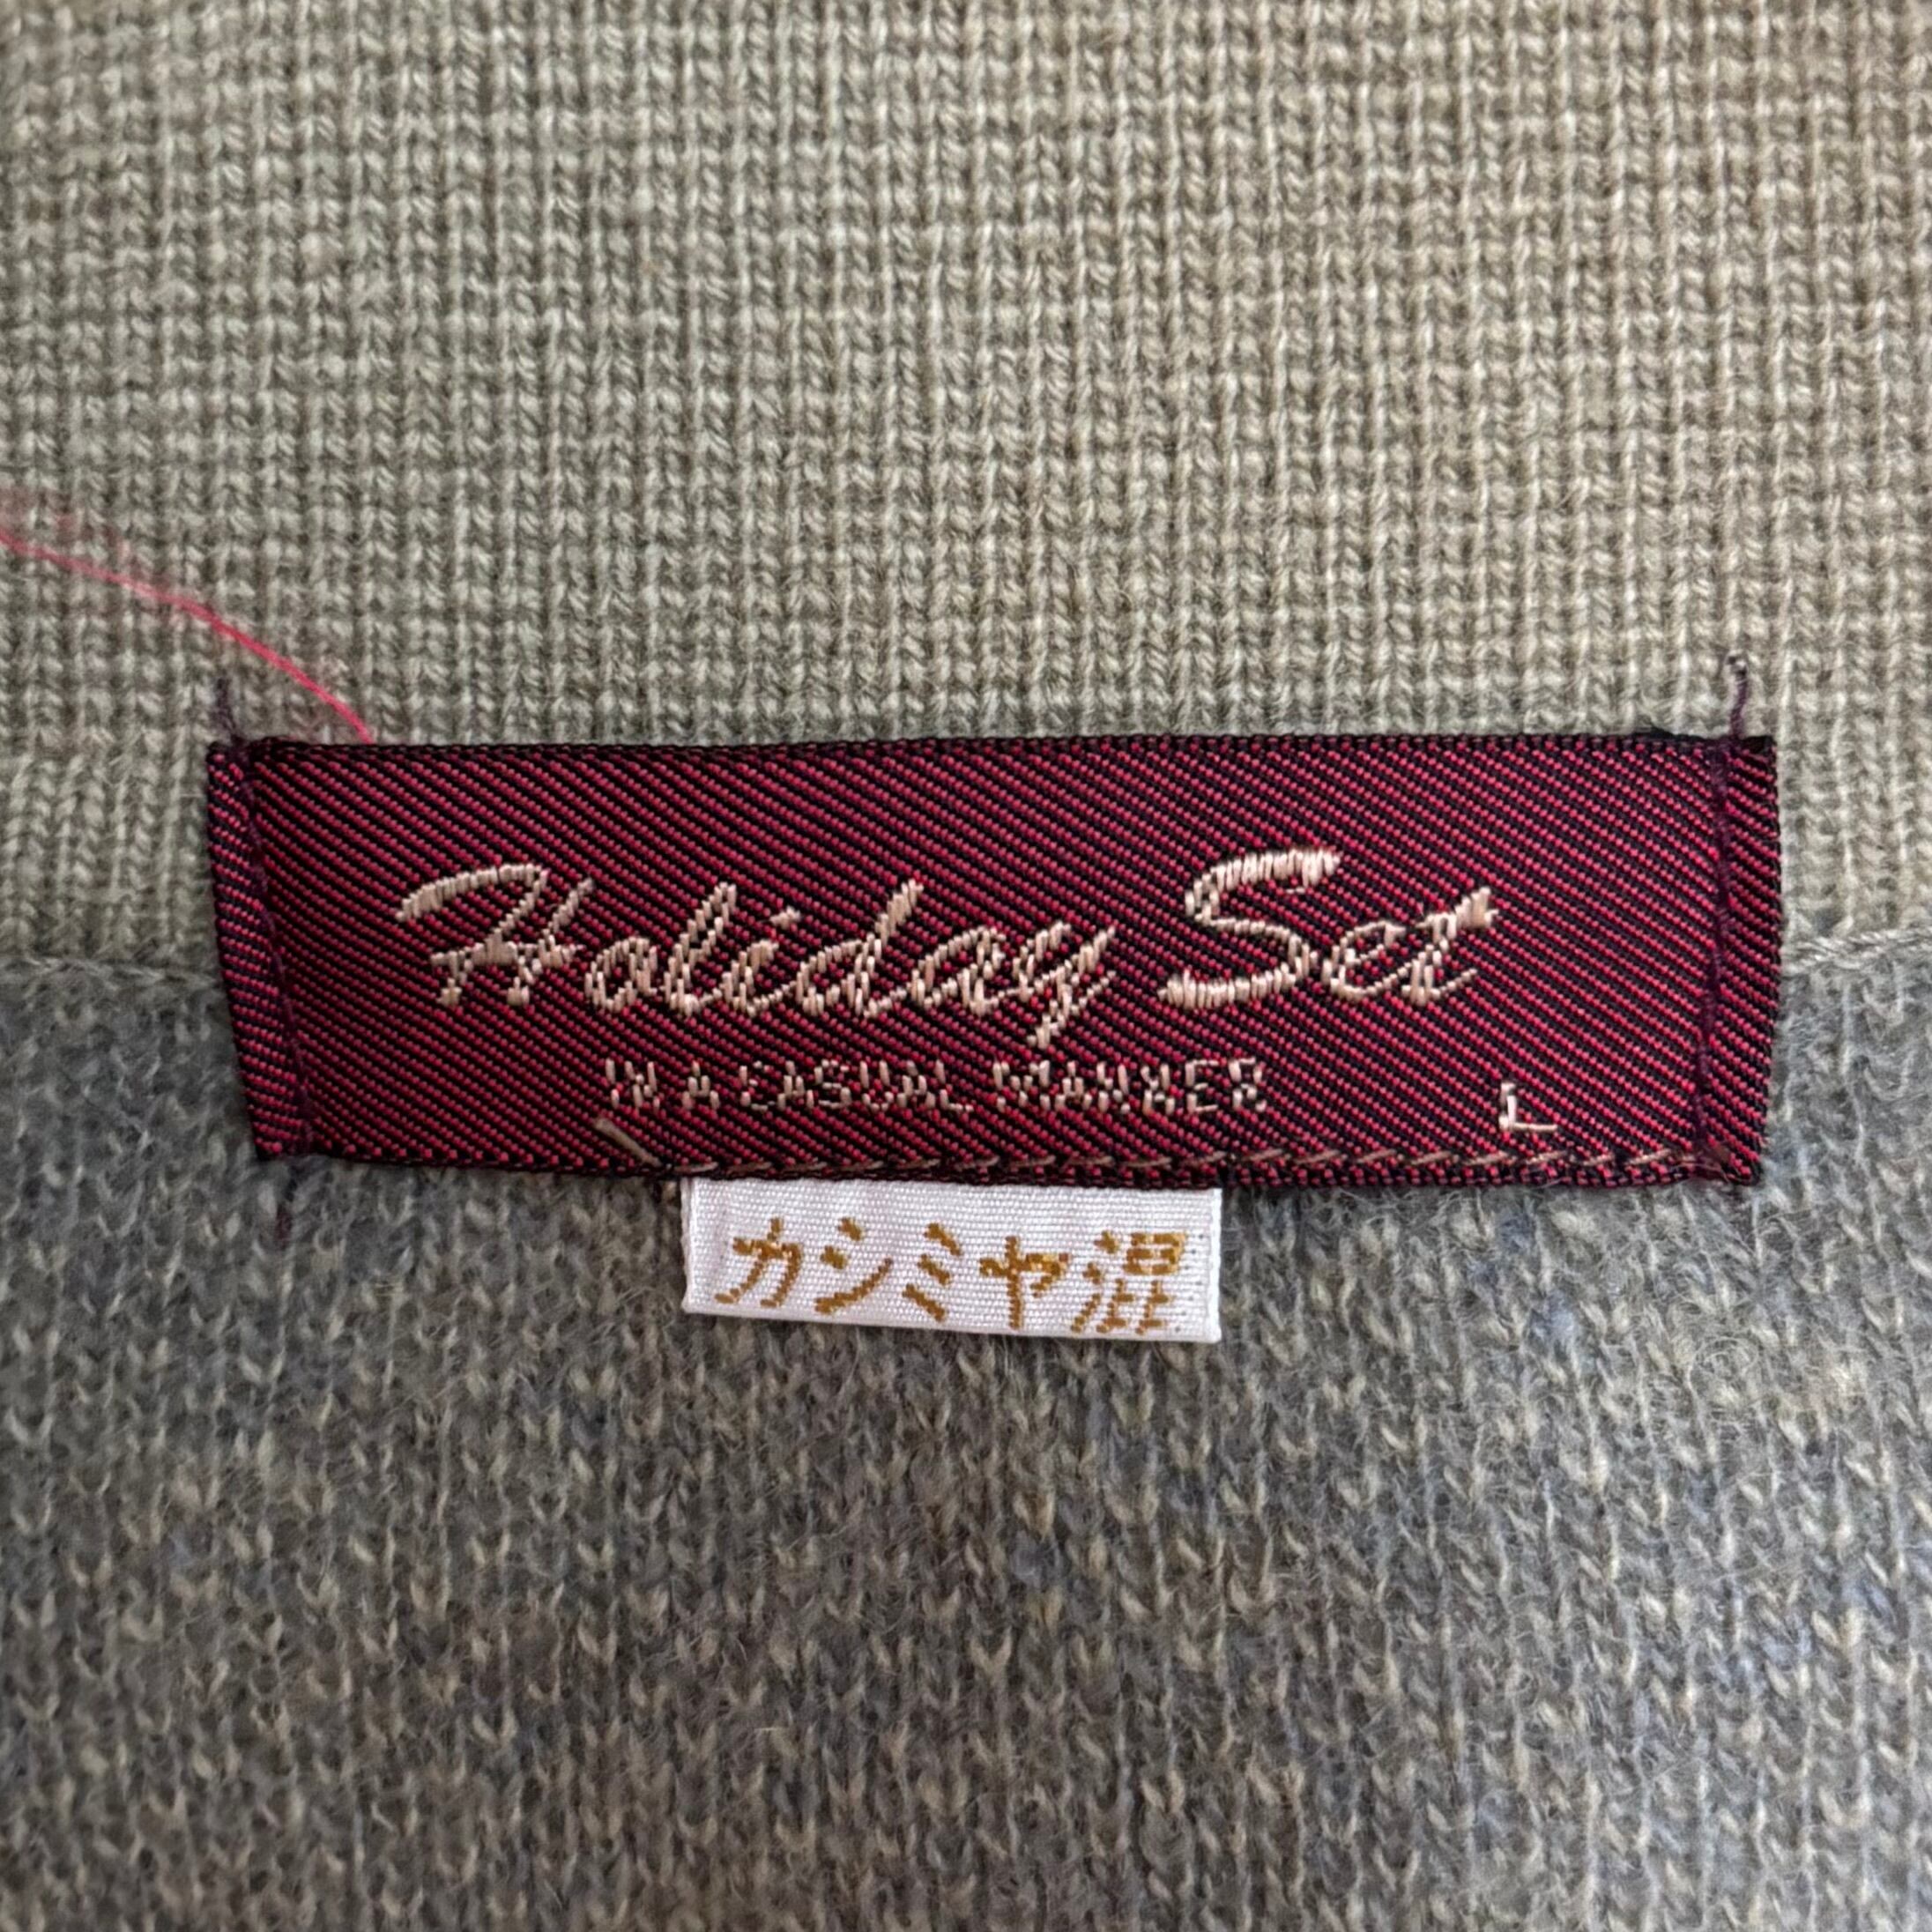 Holiday Set
IN A CASUAL MANNER
L
カシミヤ混